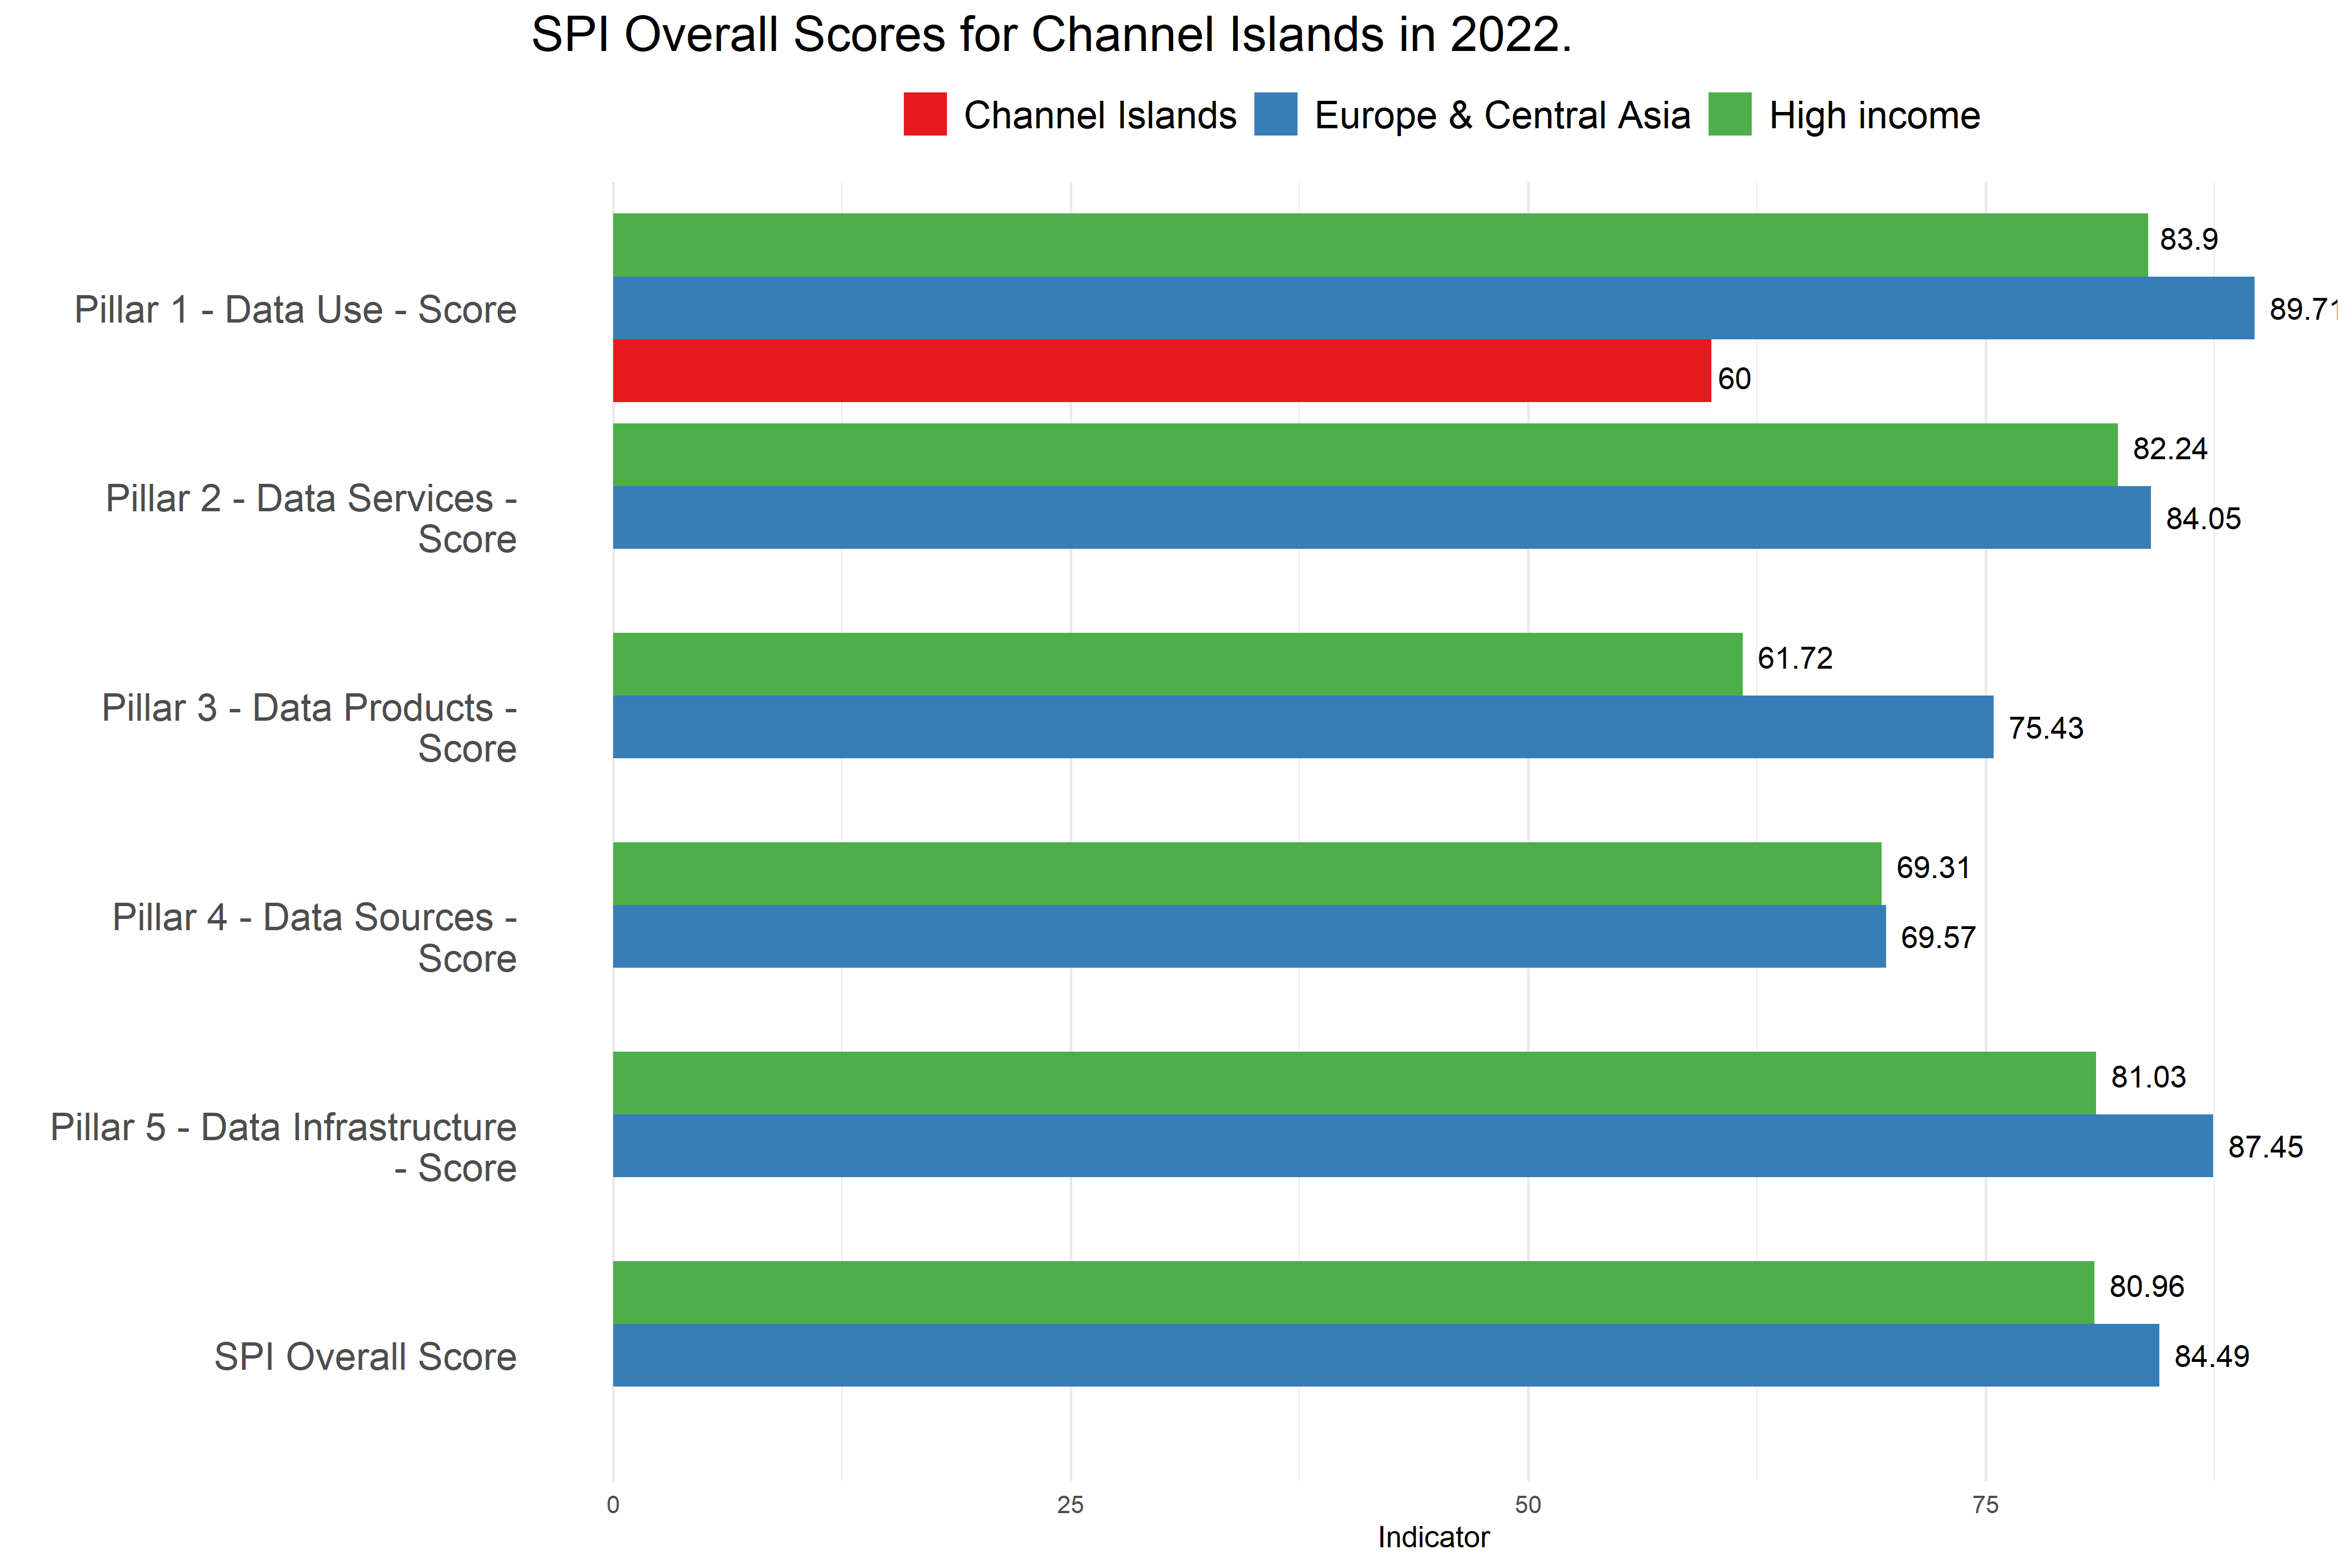 SPI Overall Scores for Channel Islands in 2022.
Channel Islands Europe & Central Asia High income
83.9
Pillar 1 - Data Use - Score
89.71
60
82.24
Pillar 2 - Data Services -
Score
84.05
61.72
Pillar 3 - Data Products -
Score
75.43
69.31
Pillar 4 - Data Sources -
Score
69.57
81.03
Pillar 5 - Data Infrastructure
- Score
87.45
80.96
SPI Overall Score
84.49
0 25 50 75
Indicator